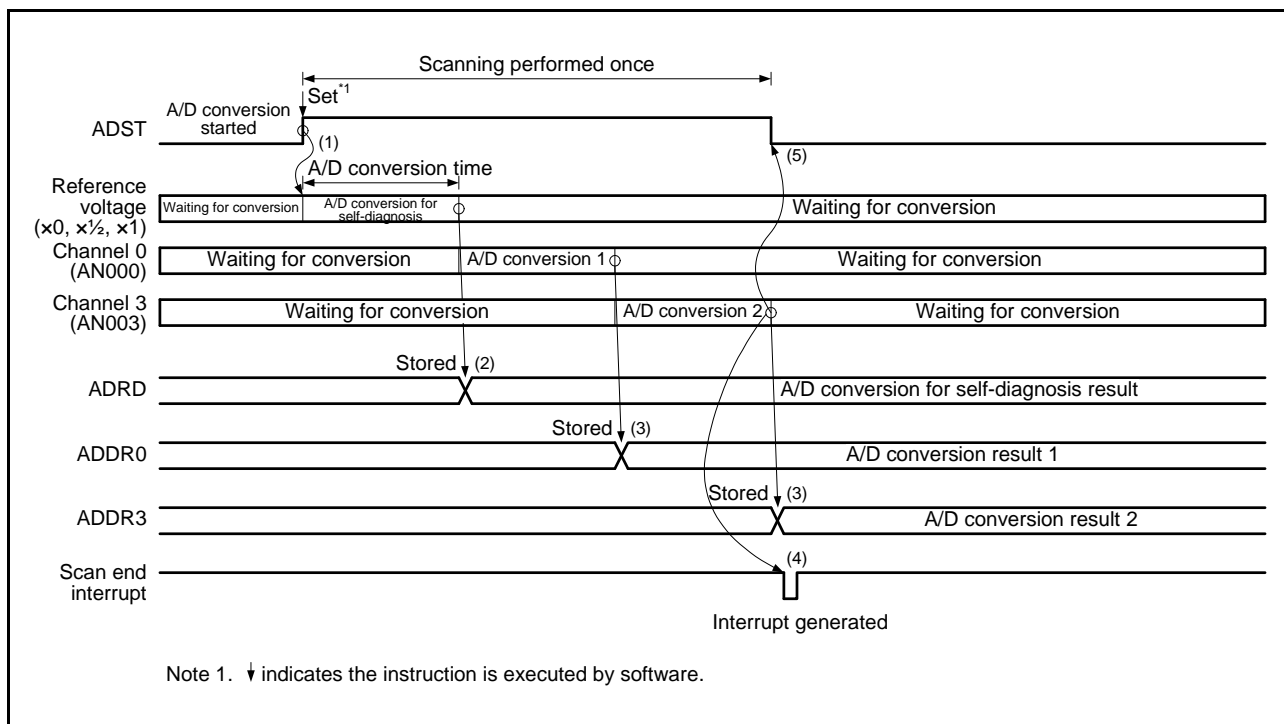 Scanning performed once
Set*1
A/D conversion
started
ADST
(1)
(5)
A/D conversion time
Reference
voltage
(×0, ×½, ×1)
Waiting for conversion
A/D conversion for
self-diagnosis
Waiting for conversion
Channel 0
(AN000)
Waiting for conversion
A/D conversion 1
Waiting for conversion
Channel 3
(AN003)
Waiting for conversion
A/D conversion 2
Waiting for conversion
Stored (2)
ADRD
A/D conversion for self-diagnosis result
Stored (3)
ADDR0
A/D conversion result 1
Stored (3)
ADDR3
A/D conversion result 2
Scan end
interrupt
(4)
Interrupt generated
Note 1. ↓ indicates the instruction is executed by software.